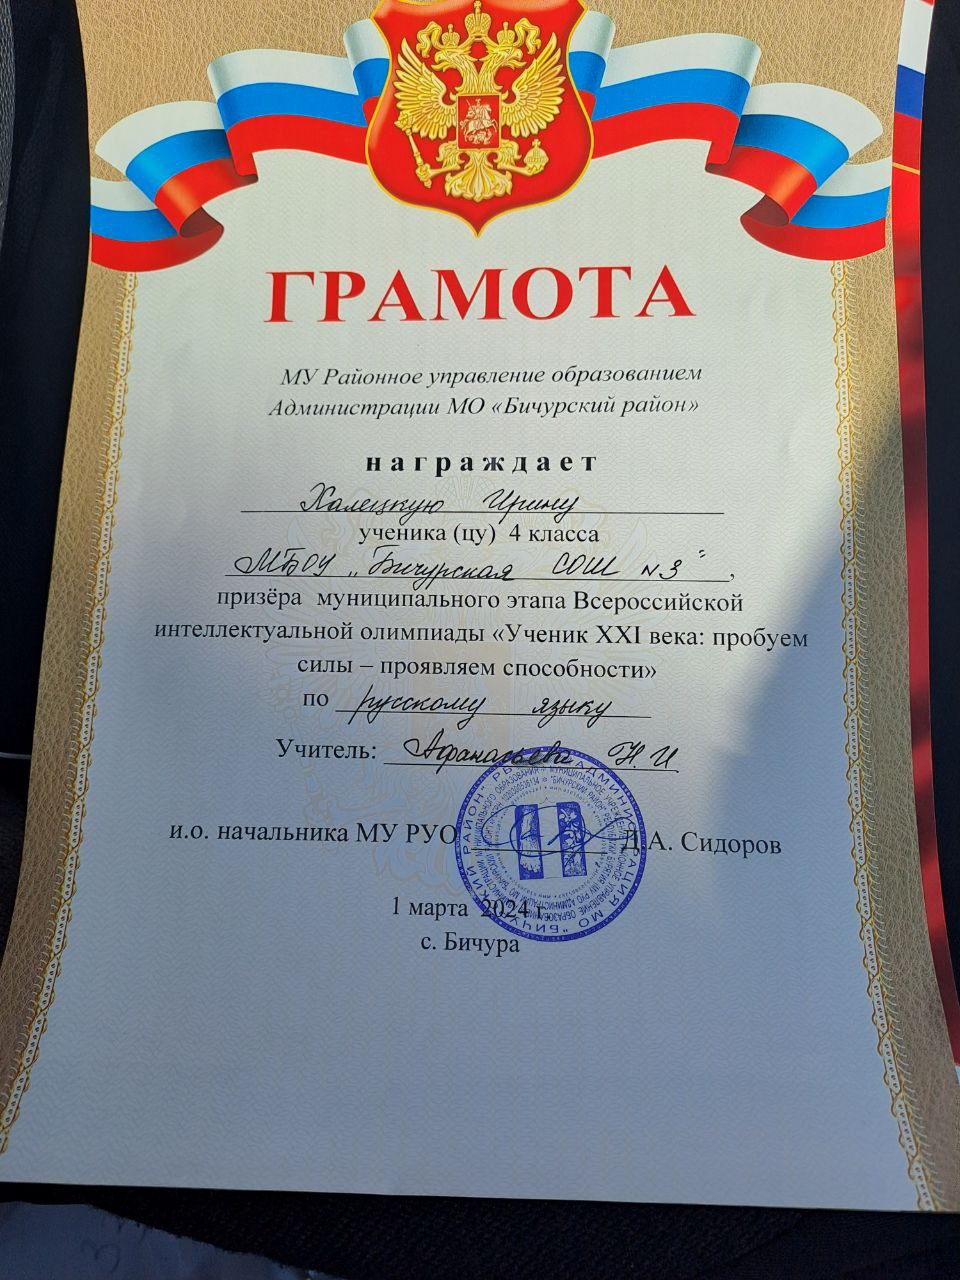 ГРАМОТА
МУ Районное управление образованием
Администрации МО «Бичурский район»
награждает
Халецкую Ирину
ученика (цу) 4 класса
МБОУ „Бичурская СОШ №3",
призёра муниципального этапа Всероссийской
интеллектуальной олимпиады «Ученик XXI века: пробуем
силы – проявляем способности»
по русскому языку
Учитель: Афанасьева Н.И.
и.о. начальника МУ РУО Д.А. Сидоров
1 марта 2024 г.
с. Бичура